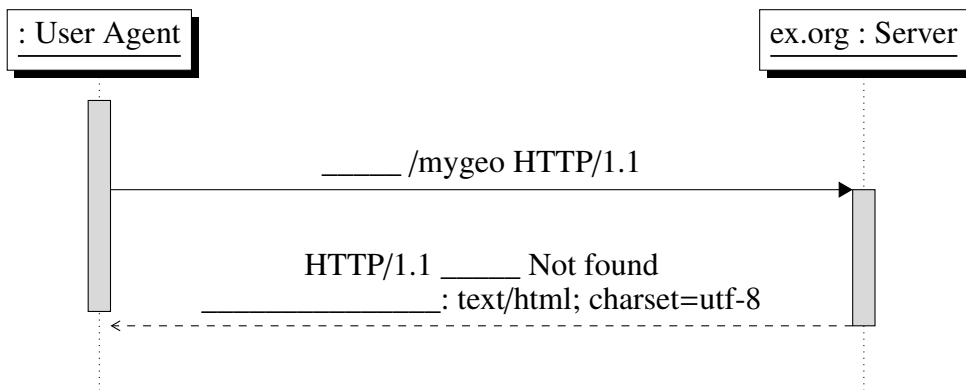 : User Agent
ex.org : Server
_____ /mygeo HTTP/1.1
HTTP/1.1 _____ Not found
_______________: text/html; charset=utf-8